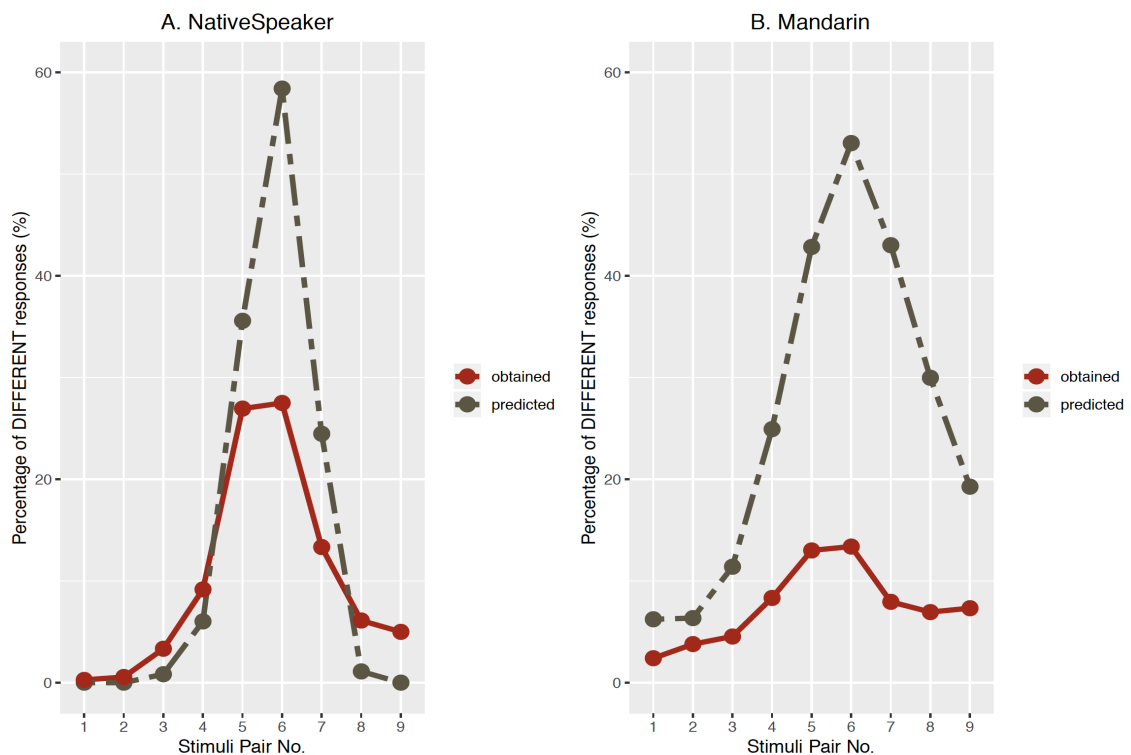 A. NativeSpeaker
Percentage of DIFFERENT responses (%)
60
40
20
0
1 2 3 4 5 6 7 8 9
Stimuli Pair No.
obtained
predicted
B. Mandarin
Percentage of DIFFERENT responses (%)
60
40
20
0
1 2 3 4 5 6 7 8 9
Stimuli Pair No.
obtained
predicted